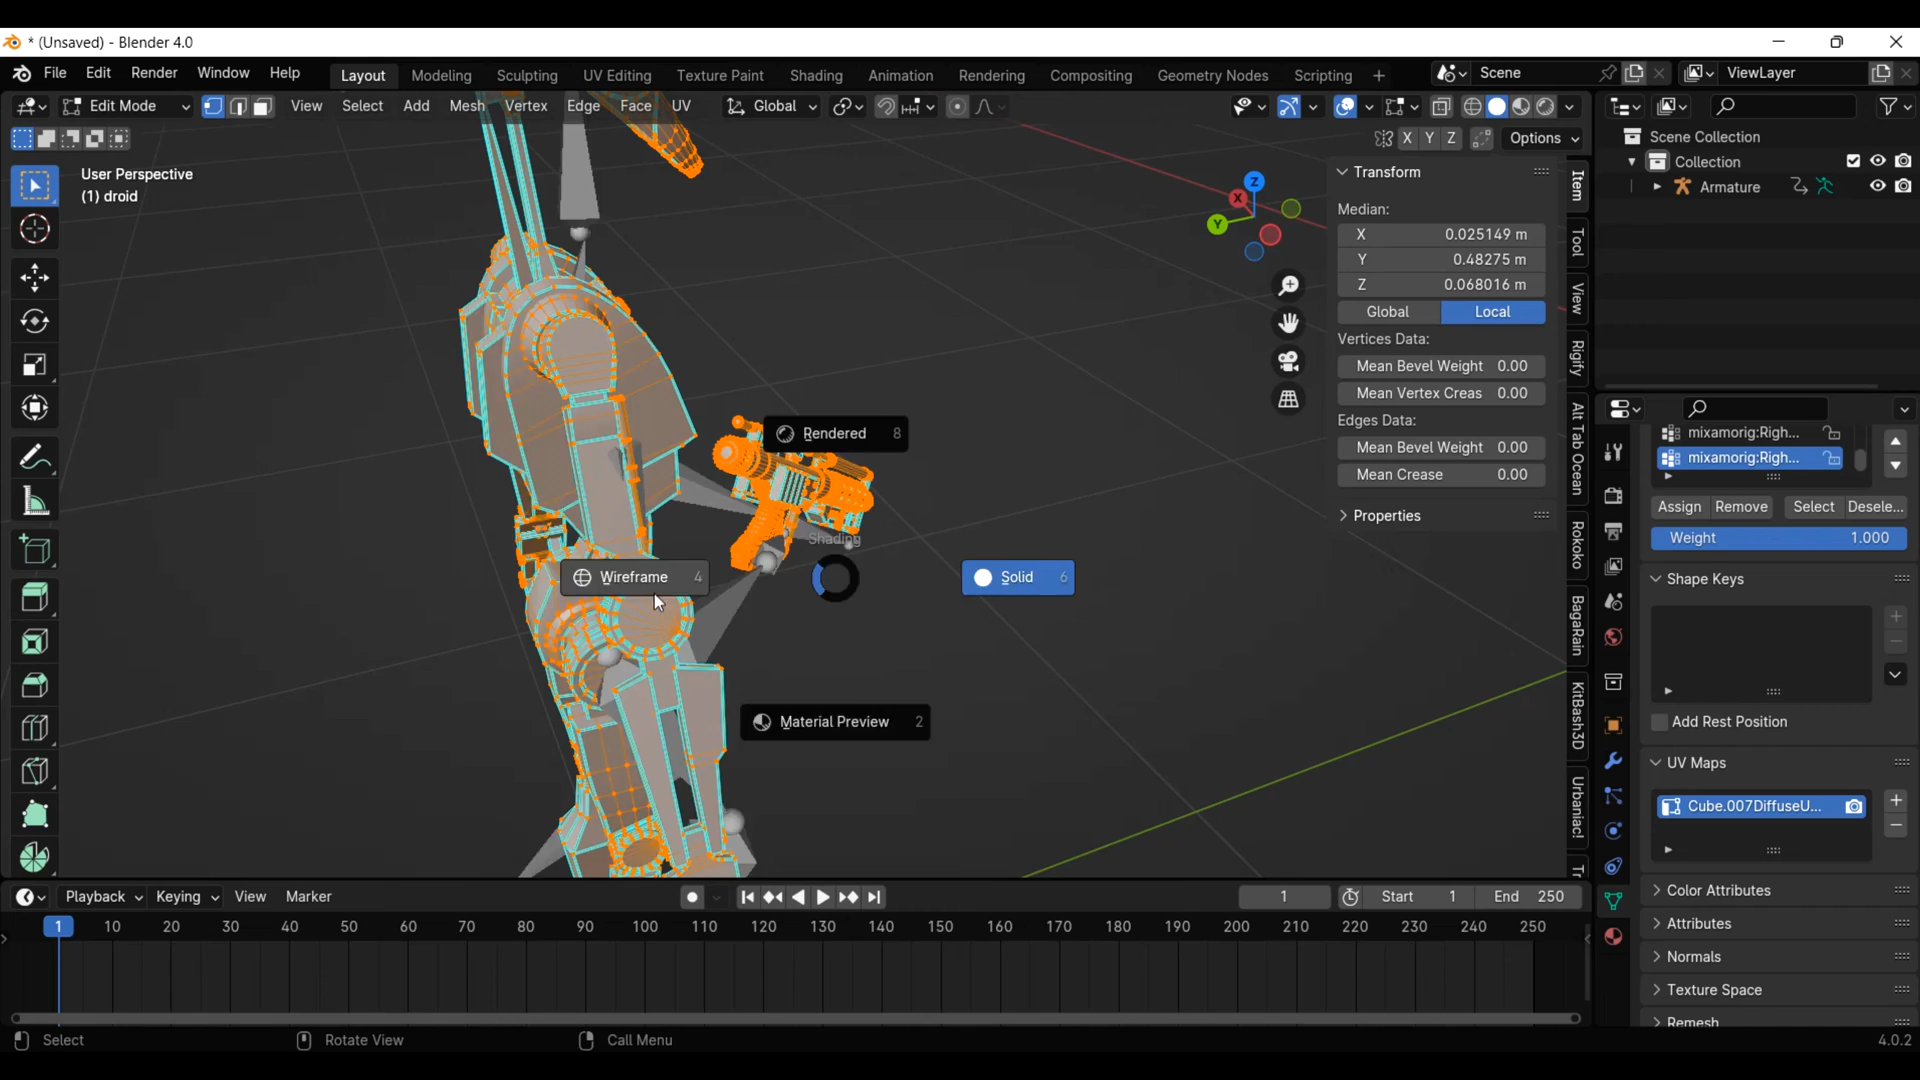 * (Unsaved) - Blender 4.0
File Edit Render Window Help Layout Modeling Sculpting UV Editing Texture Paint Shading Animation Rendering Compositing Geometry Nodes Scripting + Scene ViewLayer
Edit Mode View Select Add Mesh Vertex Edge Face UV Global
X Y Z Options
User Perspective
(1) droid
Scene Collection
Collection
Armature
Z
X
Y
Transform
Median:
X 0.025149 m
Y 0.48275 m
Z 0.068016 m
Global Local
Vertices Data:
Mean Bevel Weight 0.00
Mean Vertex Creas 0.00
Edges Data:
Mean Bevel Weight 0.00
Mean Crease 0.00
Properties
Item
Tool
View
Rigify
Alt Tab Ocean
Rokoko
BagaRain
KitBash3D
Urbaniac!
Tr
Rendered 8
Shading
Wireframe 4
Solid 6
Material Preview 2
mixamorig:Righ...
mixamorig:Righ...
Assign Remove Select Desele...
Weight 1.000
Shape Keys
Add Rest Position
UV Maps
Cube.007DiffuseU...
Color Attributes
Attributes
Normals
Texture Space
Remesh
Playback Keying View Marker 1 Start 1 End 250
1 10 20 30 40 50 60 70 80 90 100 110 120 130 140 150 160 170 180 190 200 210 220 230 240 250
Select Rotate View Call Menu 4.0.2